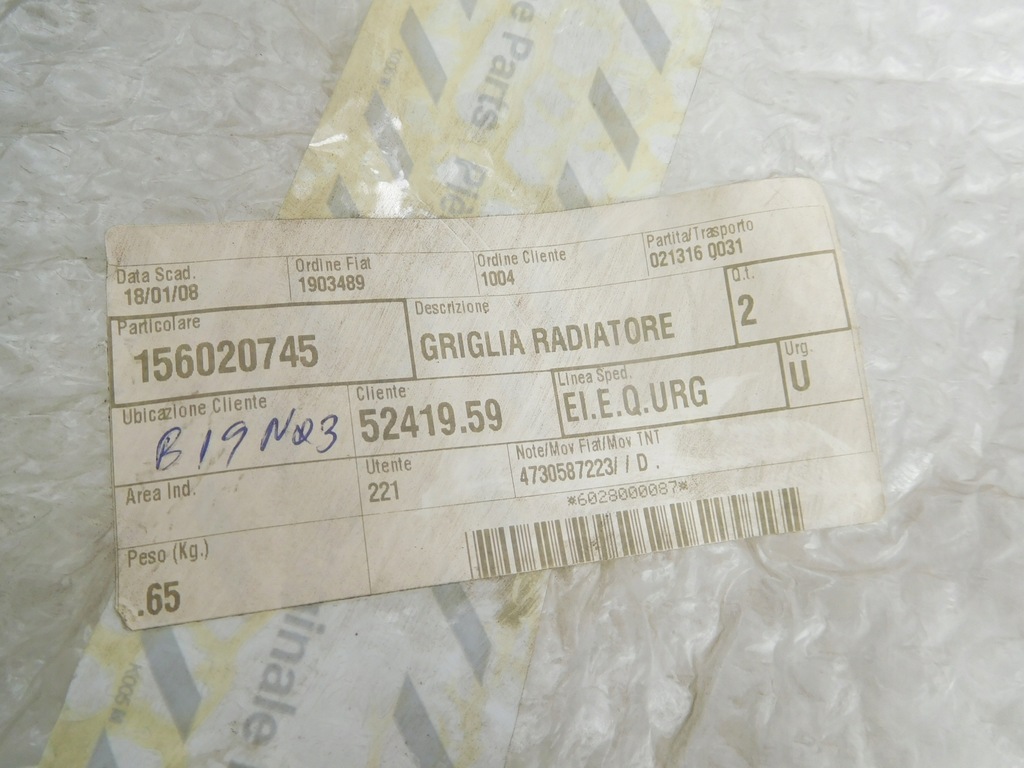 e Parts
Pie
K0051
Data Scad.
18/01/08
Ordine Fiat
1903489
Ordine Cliente
1004
Partita/Trasporto
021316 0031
Particolare
156020745
Descrizione
GRIGLIA RADIATORE
Q.t.
2
Ubicazione Cliente
B19N03
Cliente
52419.59
Linea Sped.
EI.E.Q.URG
Urg.
U
Area Ind.
Utente
221
Note/Mov Fiat/Mov TNT
4730587223/ / D .
*6028000087*
Peso (Kg.)
.65
inale